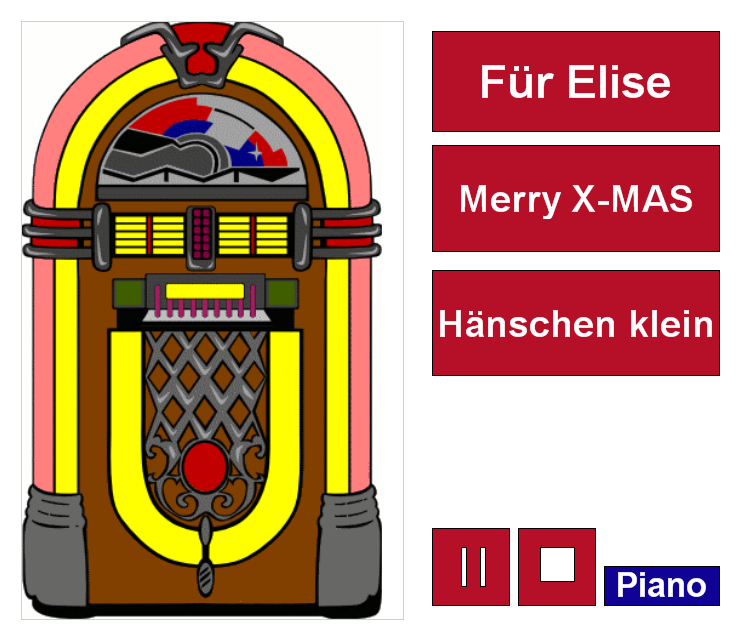 Für Elise
Merry X-MAS
Hänschen klein
Piano